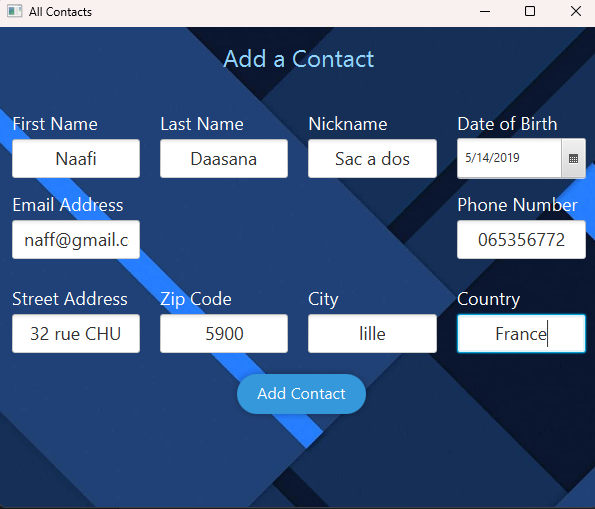 All Contacts
Add a Contact
First Name Last Name Nickname Date of Birth
Naafi Daasana Sac a dos 5/14/2019
Email Address Phone Number
naff@gmail.c 065356772
Street Address Zip Code City Country
32 rue CHU 5900 lille France
Add Contact